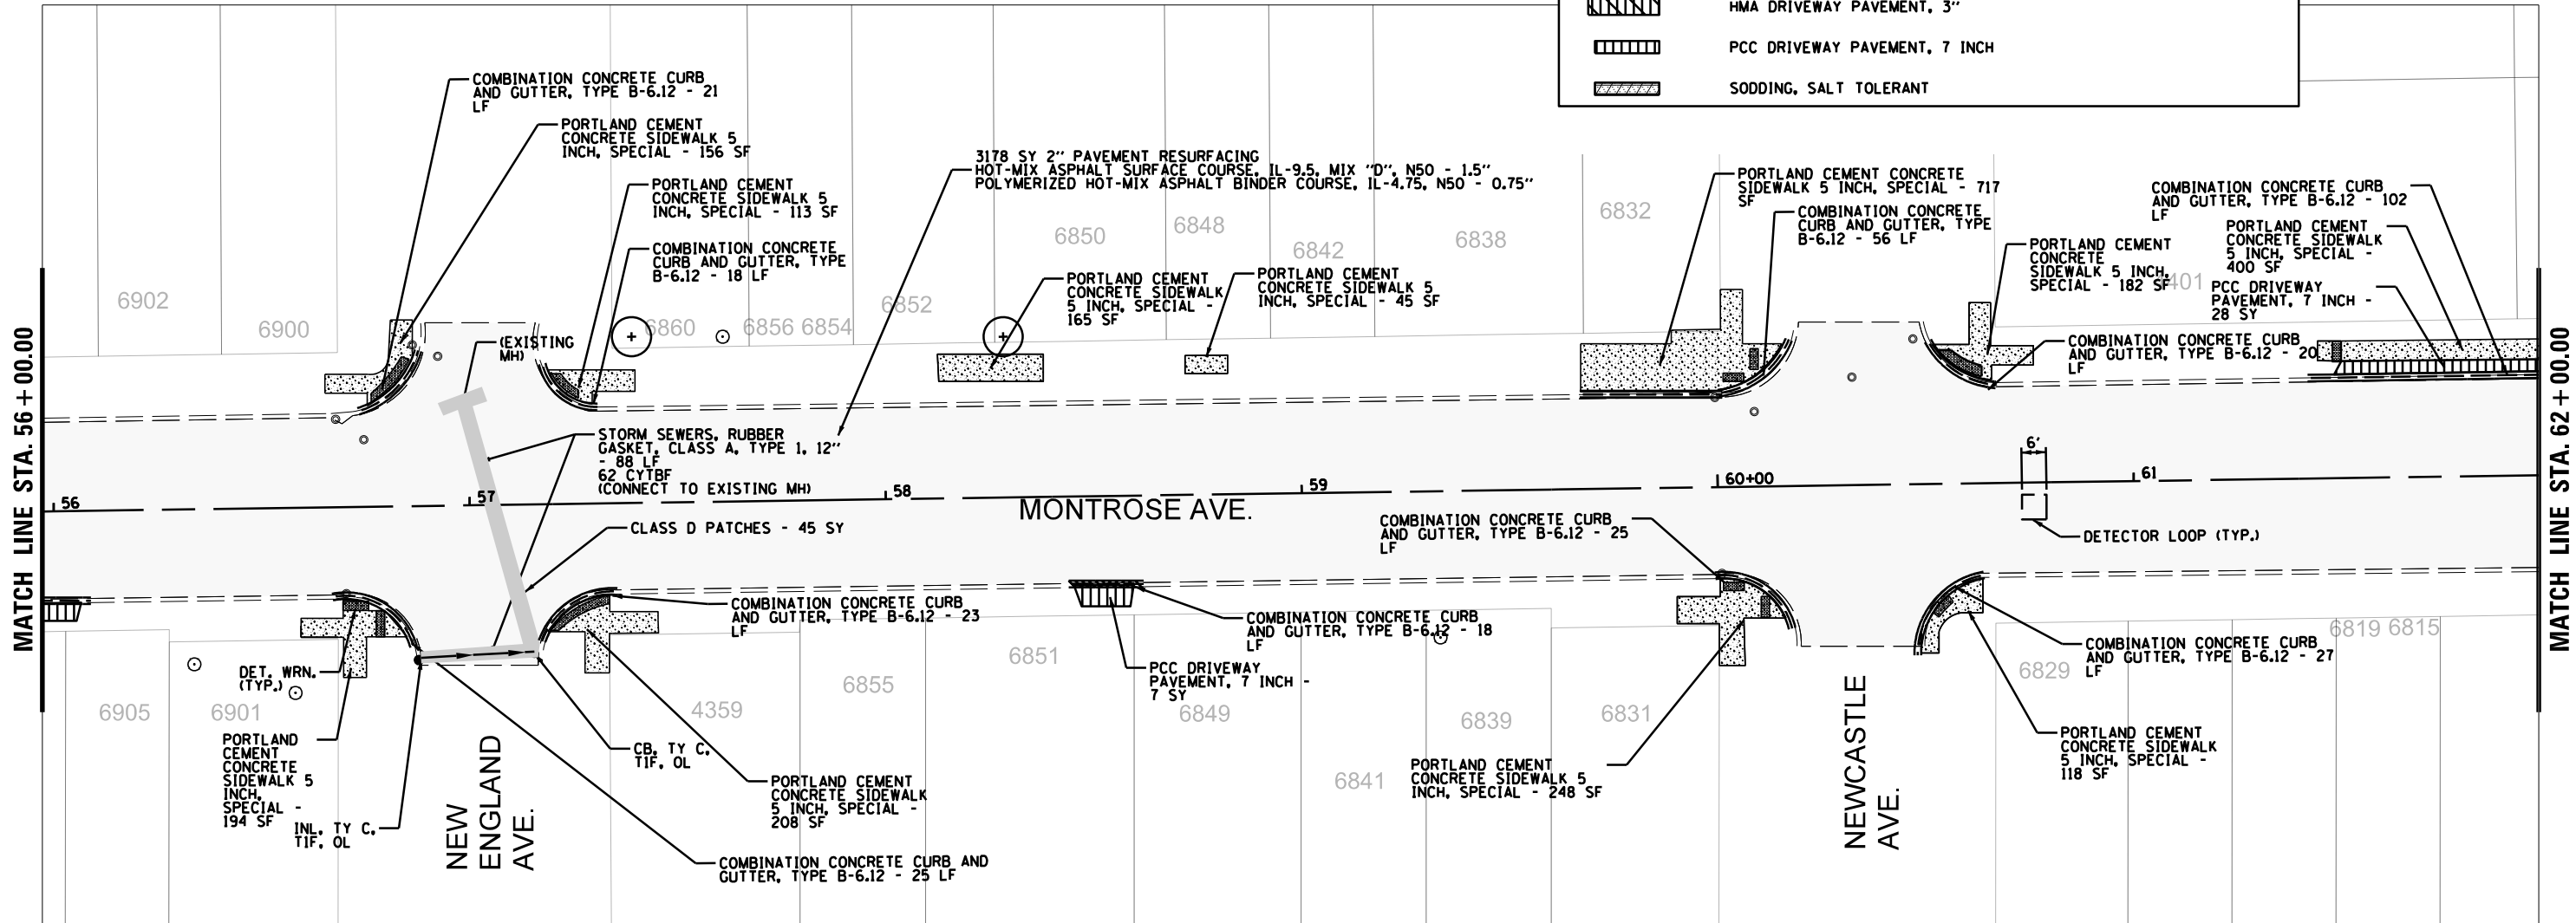 HMA DRIVEWAY PAVEMENT, 3"
PCC DRIVEWAY PAVEMENT, 7 INCH
SODDING, SALT TOLERANT
COMBINATION CONCRETE CURB
AND GUTTER, TYPE B-6.12 - 21
LF
PORTLAND CEMENT
CONCRETE SIDEWALK 5
INCH, SPECIAL - 156 SF
PORTLAND CEMENT
CONCRETE SIDEWALK 5
INCH, SPECIAL - 113 SF
COMBINATION CONCRETE
CURB AND GUTTER, TYPE
B-6.12 - 18 LF
3178 SY 2" PAVEMENT RESURFACING
HOT-MIX ASPHALT SURFACE COURSE, IL-9.5, MIX "D", N50 - 1.5"
POLYMERIZED HOT-MIX ASPHALT BINDER COURSE, IL-4.75, N50 - 0.75"
PORTLAND CEMENT
CONCRETE SIDEWALK
5 INCH, SPECIAL -
165 SF
PORTLAND CEMENT
CONCRETE SIDEWALK 5
INCH, SPECIAL - 45 SF
PORTLAND CEMENT CONCRETE
SIDEWALK 5 INCH, SPECIAL - 717
SF
COMBINATION CONCRETE
CURB AND GUTTER, TYPE
B-6.12 - 56 LF
PORTLAND CEMENT
CONCRETE
SIDEWALK 5 INCH,
SPECIAL - 182 SF
COMBINATION CONCRETE CURB
AND GUTTER, TYPE B-6.12 - 102
LF
PORTLAND CEMENT
CONCRETE SIDEWALK
5 INCH, SPECIAL -
400 SF
PCC DRIVEWAY
PAVEMENT, 7 INCH -
28 SY
COMBINATION CONCRETE CURB
AND GUTTER, TYPE B-6.12 - 20
LF
6902
6900
6860
6856
6854
6852
6850
6848
6842
6838
6832
401
(EXISTING
MH)
STORM SEWERS, RUBBER
GASKET, CLASS A, TYPE 1, 12"
- 88 LF
62 CYTBF
(CONNECT TO EXISTING MH)
CLASS D PATCHES - 45 SY
MATCH LINE STA. 56+00.00
56
57
58
59
60+00
61
MONTROSE AVE.
6'
DETECTOR LOOP (TYP.)
MATCH LINE STA. 62+00.00
COMBINATION CONCRETE CURB
AND GUTTER, TYPE B-6.12 - 25
LF
COMBINATION CONCRETE CURB
AND GUTTER, TYPE B-6.12 - 23
LF
COMBINATION CONCRETE CURB
AND GUTTER, TYPE B-6.12 - 18
LF
PCC DRIVEWAY
PAVEMENT, 7 INCH -
7 SY
COMBINATION CONCRETE CURB
AND GUTTER, TYPE B-6.12 - 27
LF
DET. WRN.
(TYP.)
PORTLAND
CEMENT
CONCRETE
SIDEWALK 5
INCH,
SPECIAL -
194 SF
INL, TY C,
T1F, OL
NEW
ENGLAND
AVE.
CB, TY C,
T1F, OL
PORTLAND CEMENT
CONCRETE SIDEWALK
5 INCH, SPECIAL -
208 SF
COMBINATION CONCRETE CURB AND
GUTTER, TYPE B-6.12 - 25 LF
PORTLAND CEMENT
CONCRETE SIDEWALK 5
INCH, SPECIAL - 248 SF
NEWCASTLE
AVE.
PORTLAND CEMENT
CONCRETE SIDEWALK
5 INCH, SPECIAL -
118 SF
6905
6901
4359
6855
6851
6849
6841
6839
6831
6829
6819
6815